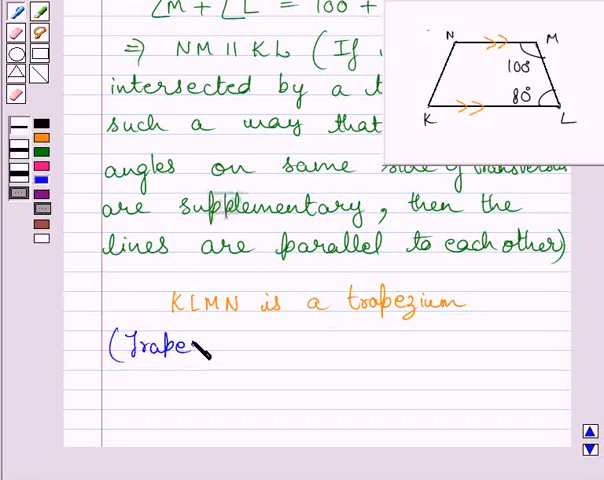 ∠M + ∠L = 100 +
⇒ NM || KL (If
intersected by a t
such a way that
angles on same side of transversal
are supplementary, then the
lines are parallel to each other)
KLMN is a trapezium
(Trape
N M
100°
80°
K L